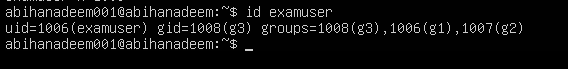 abihanadeem001@abihanadeem:~$ id examuser
uid=1006(examuser) gid=1008(g3) groups=1008(g3),1006(g1),1007(g2)
abihanadeem001@abihanadeem:~$ _